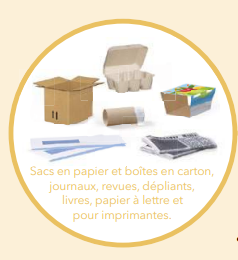 Sacs en papier et boîtes en carton,
journaux, revues, dépliants,
livres, papier à lettre et
pour imprimantes.